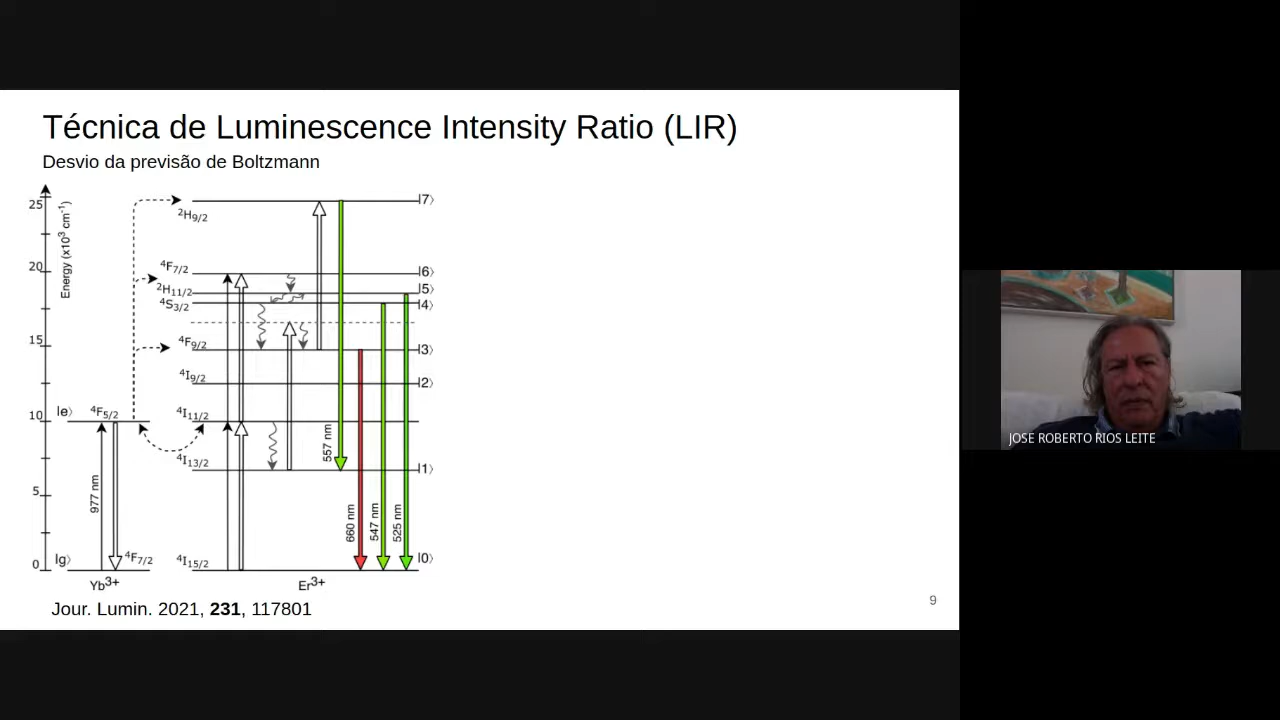 Técnica de Luminescence Intensity Ratio (LIR)
Desvio da previsão de Boltzmann
25
20
15
10
5
0
Energy (x10³ cm⁻¹)
|7⟩
²H9/2
⁴F7/2
|6⟩
²H11/2
|5⟩
⁴S3/2
|4⟩
⁴F9/2
|3⟩
⁴I9/2
|2⟩
|e⟩
⁴F5/2
⁴I11/2
⁴I13/2
|1⟩
977 nm
557 nm
660 nm
547 nm
525 nm
|g⟩
⁴F7/2
⁴I15/2
|0⟩
Yb³⁺
Er³⁺
Jour. Lumin. 2021, 231, 117801
9
JOSE ROBERTO RIOS LEITE